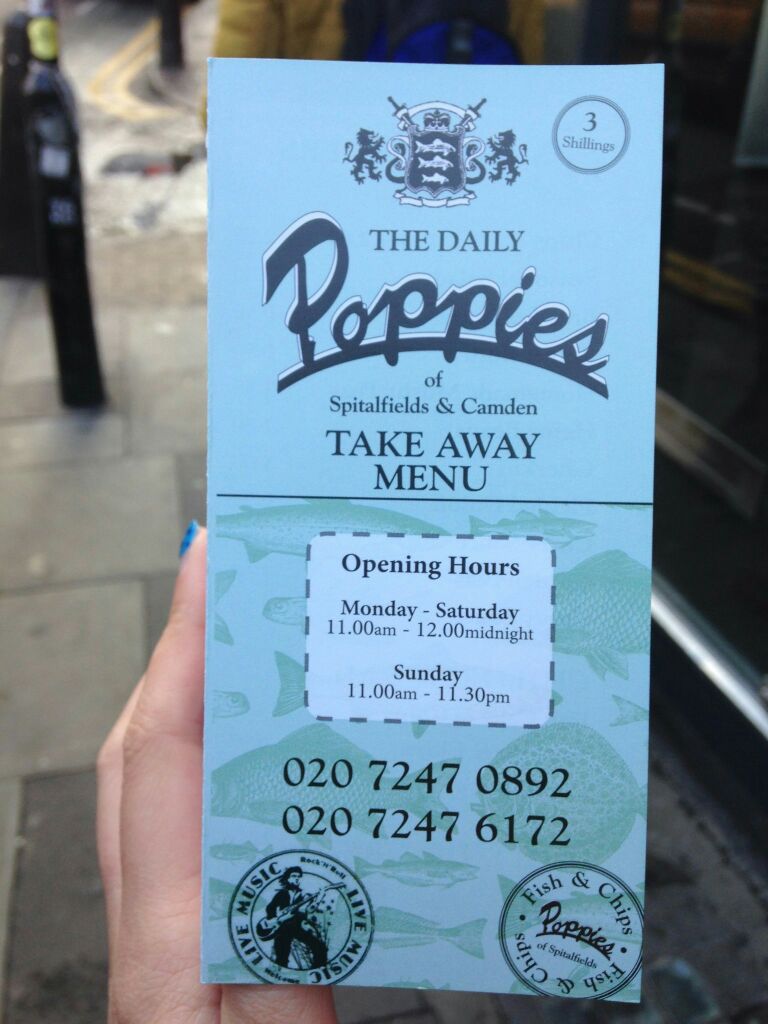 3
Shillings
THE DAILY
Poppies
of
Spitalfields & Camden
TAKE AWAY
MENU
Opening Hours
Monday - Saturday
11.00am - 12.00midnight
Sunday
11.00am - 11.30pm
020 7247 0892
020 7247 6172
Rock'N'Roll
LIVE MUSIC LIVE MUSIC
Welcome
Fish & Chips • Fish & Chips •
Poppies
of Spitalfields